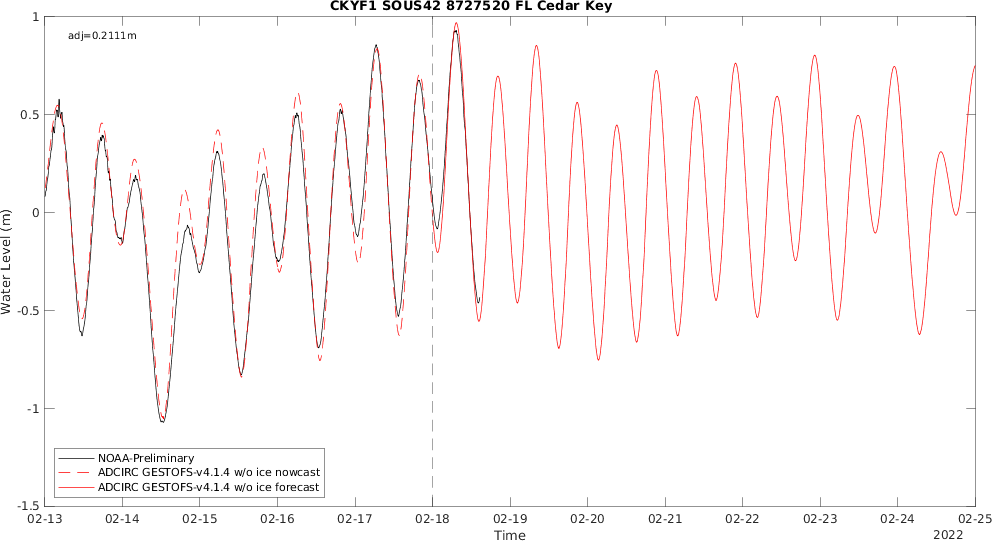 CKYF1 SOUS42 8727520 FL Cedar Key
adj=0.2111m
1
0.5
0
-0.5
-1
-1.5
Water Level (m)
NOAA-Preliminary
ADCIRC GESTOFS-v4.1.4 w/o ice nowcast
ADCIRC GESTOFS-v4.1.4 w/o ice forecast
02-13 02-14 02-15 02-16 02-17 02-18 02-19 02-20 02-21 02-22 02-23 02-24 02-25
Time
2022